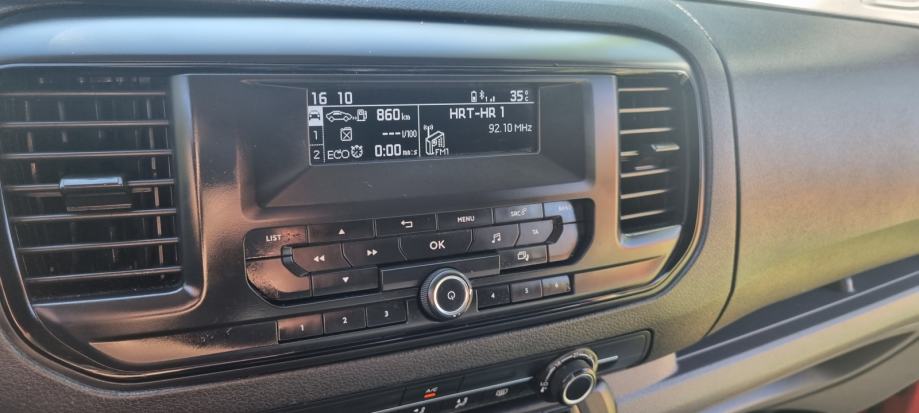 16 10 35°C
860 km HRT-HR 1
1 --- l/100 92.10 MHz
2 ECO 0:00 mn:s FM1
LIST MENU SRC
OK TA
1 2 3 4 5 6
A/C